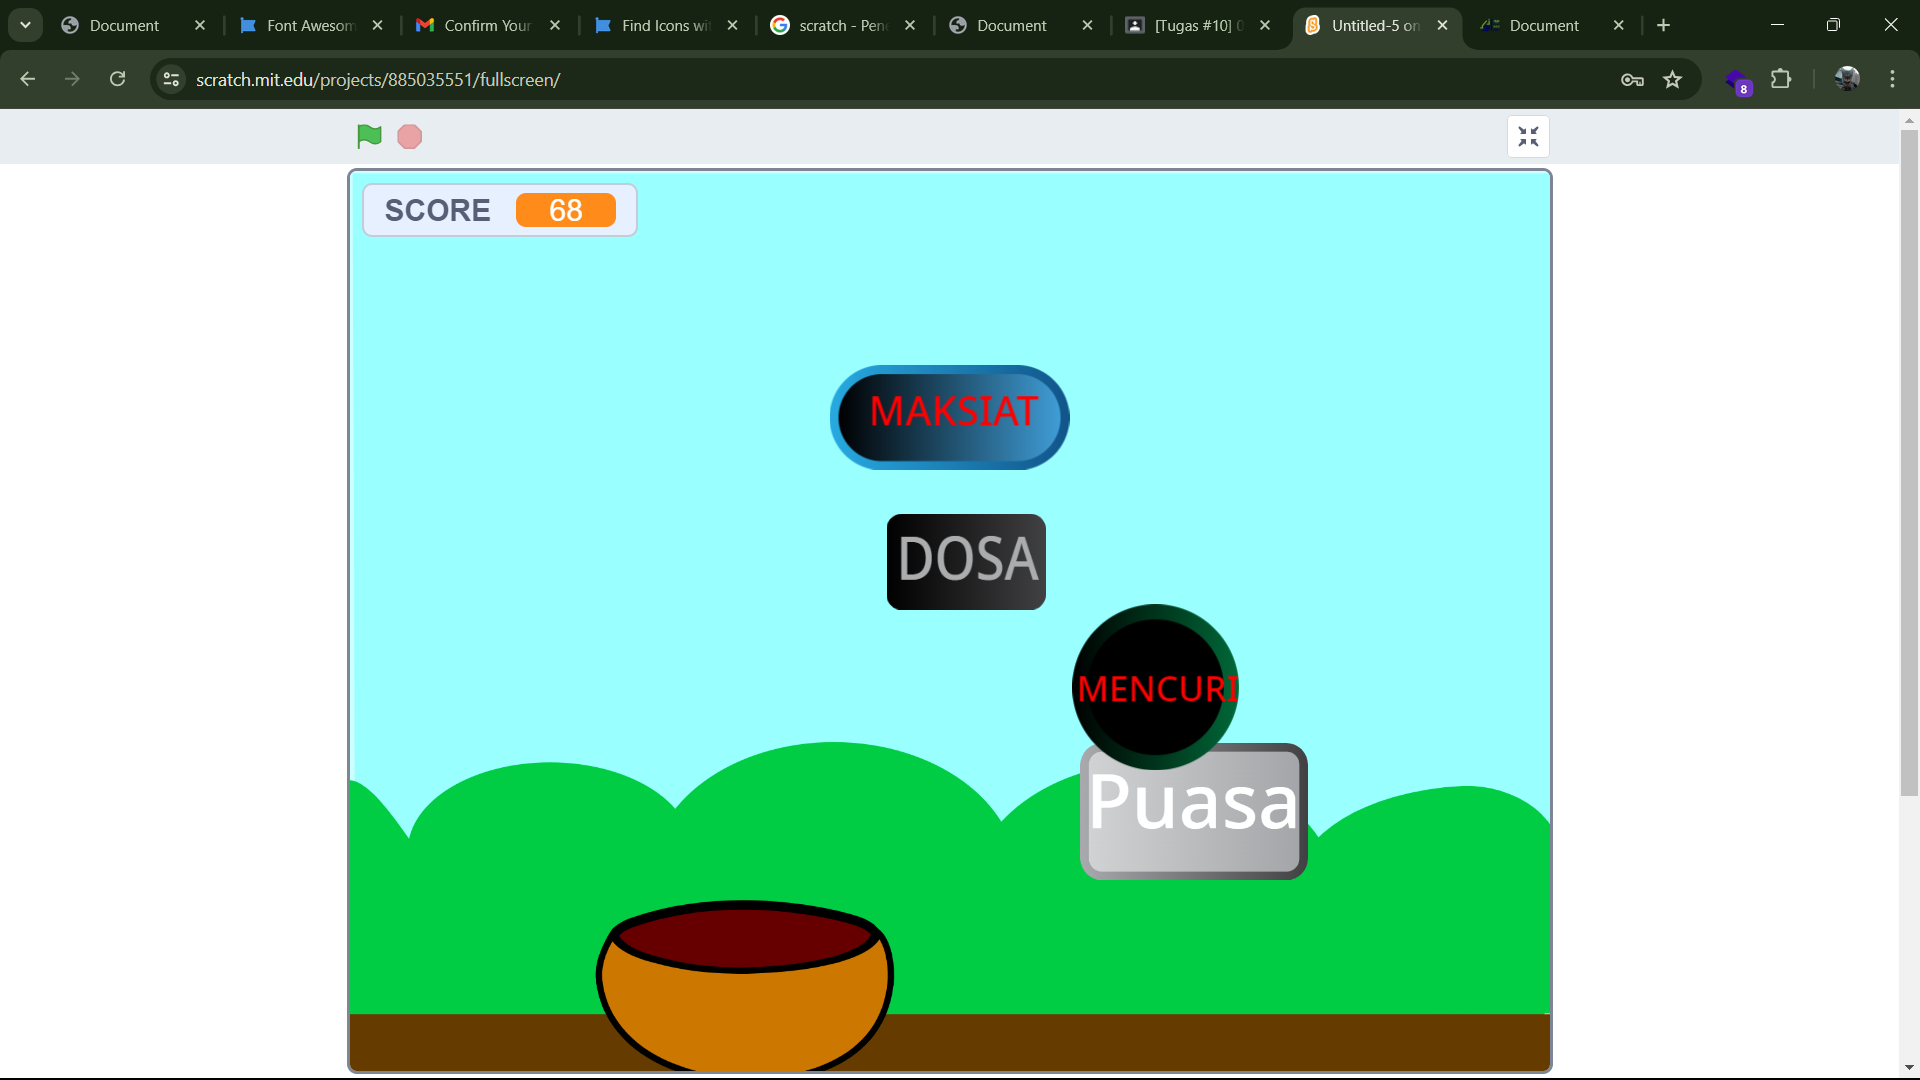 Document
Font Awesom
Confirm Your
Find Icons wi
scratch - Pen
Document
[Tugas #10]
Untitled-5 on
Document
scratch.mit.edu/projects/885035551/fullscreen/
8
SCORE 68
MAKSIAT
DOSA
MENCURI
Puasa